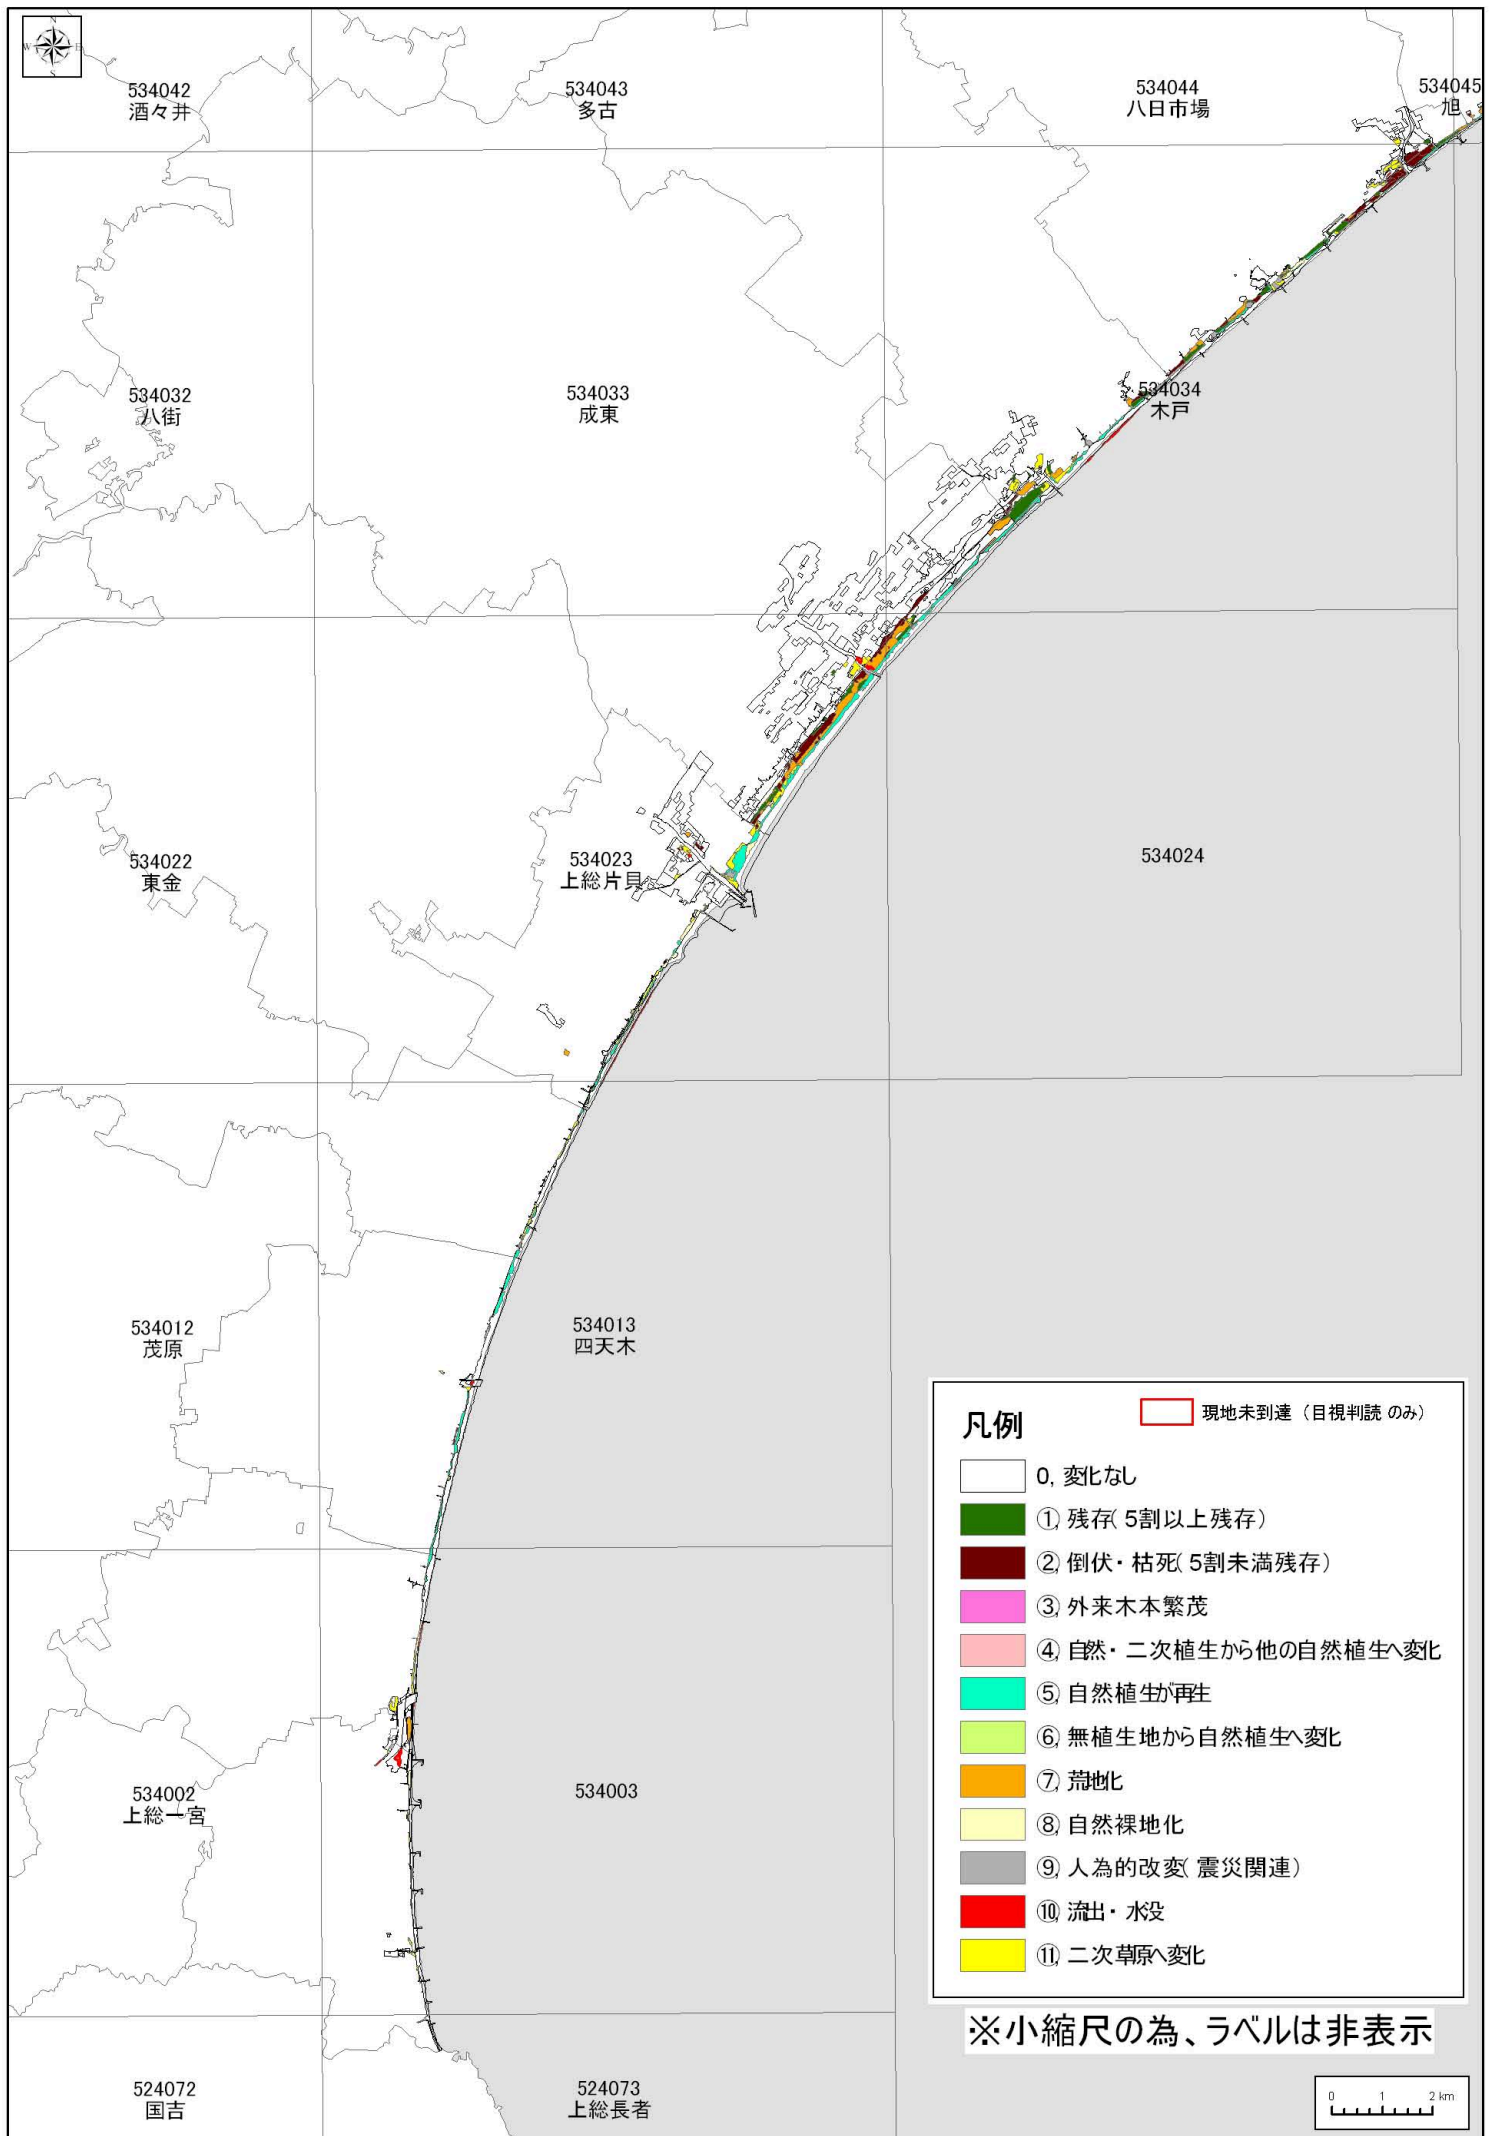 N
W E
S
534042
酒々井
534043
多古
534044
八日市場
534045
旭
534032
八街
534033
成東
534034
木戸
534022
東金
534023
上総片貝
534024
534012
茂原
534013
四天木
534002
上総一宮
534003
524072
国吉
524073
上総長者
凡例
現地未到達（目視判読のみ）
0, 変化なし
①, 残存( 5割以上残存）
②, 倒伏・枯死( 5割未満残存）
③, 外来木本繁茂
④, 自然・二次植生から他の自然植生へ変化
⑤, 自然植生が再生
⑥, 無植生地から自然植生へ変化
⑦, 荒地化
⑧, 自然裸地化
⑨, 人為的改変( 震災関連）
⑩, 流出・水没
⑪, 二次草原へ変化
※小縮尺の為、ラベルは非表示
0 1 2 km